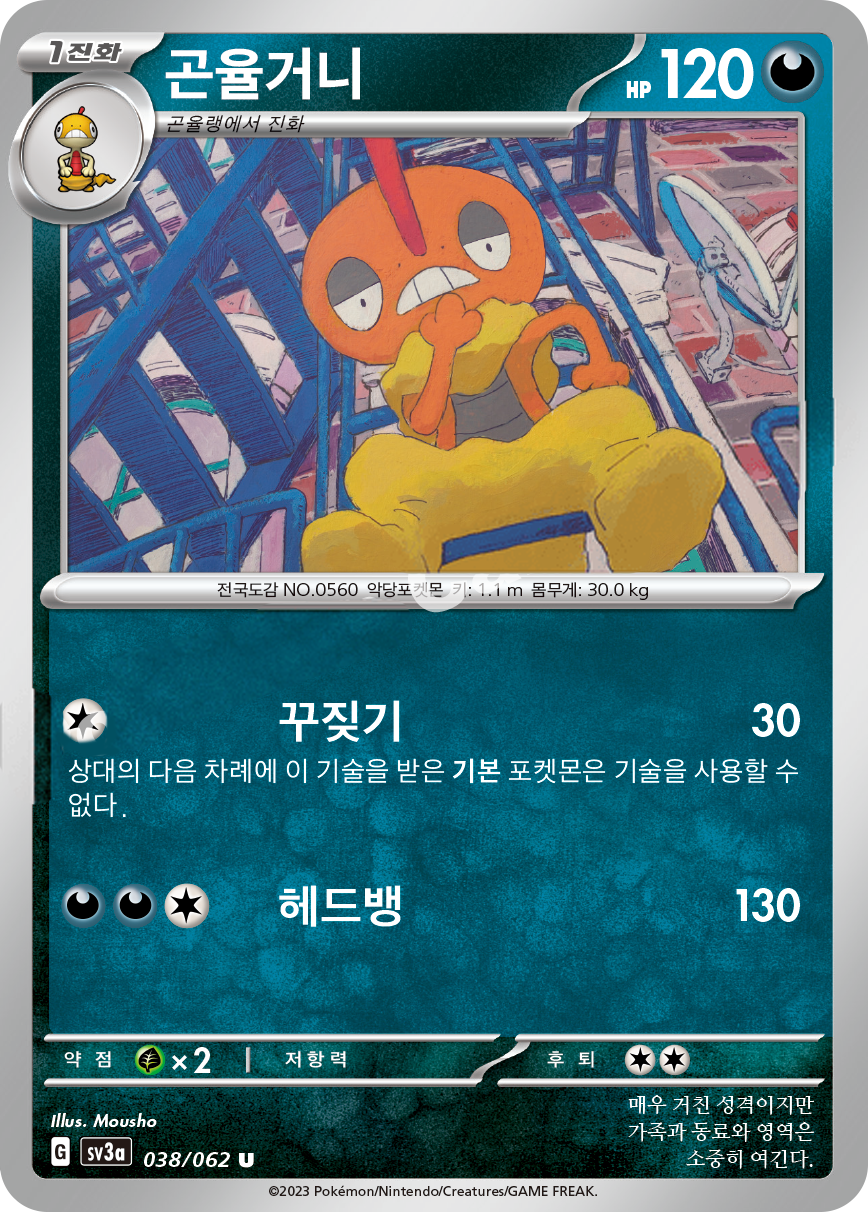 1진화
곤율거니
HP 120
곤율랭에서 진화
전국도감 NO.0560 악당포켓몬 키: 1.1 m 몸무게: 30.0 kg
꾸짖기 30
상대의 다음 차례에 이 기술을 받은 기본 포켓몬은 기술을 사용할 수
없다.
헤드뱅 130
약점 ×2 저항력 후퇴
Illus. Mousho
매우 거친 성격이지만
가족과 동료와 영역은
소중히 여긴다.
G sv3a 038/062 U
©2023 Pokémon/Nintendo/Creatures/GAME FREAK.